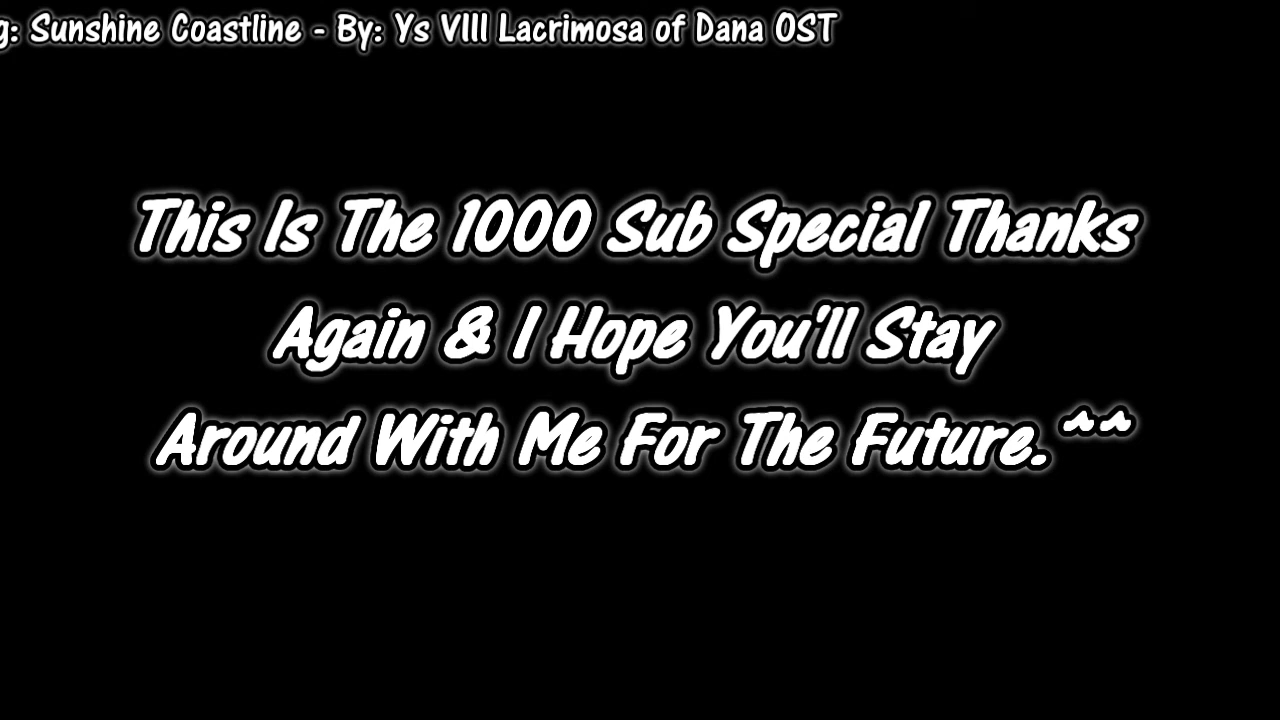 g: Sunshine Coastline - By: Ys VIII Lacrimosa of Dana OST
This Is The 1000 Sub Special Thanks
Again & I Hope You'll Stay
Around With Me For The Future.^^